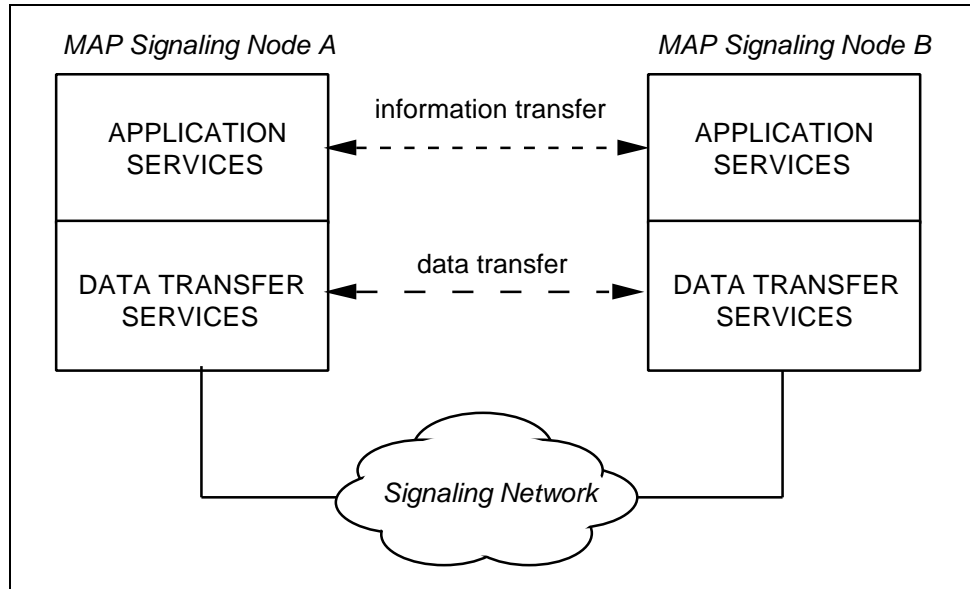 MAP Signaling Node A
MAP Signaling Node B
information transfer
APPLICATION
SERVICES
APPLICATION
SERVICES
data transfer
DATA TRANSFER
SERVICES
DATA TRANSFER
SERVICES
Signaling Network